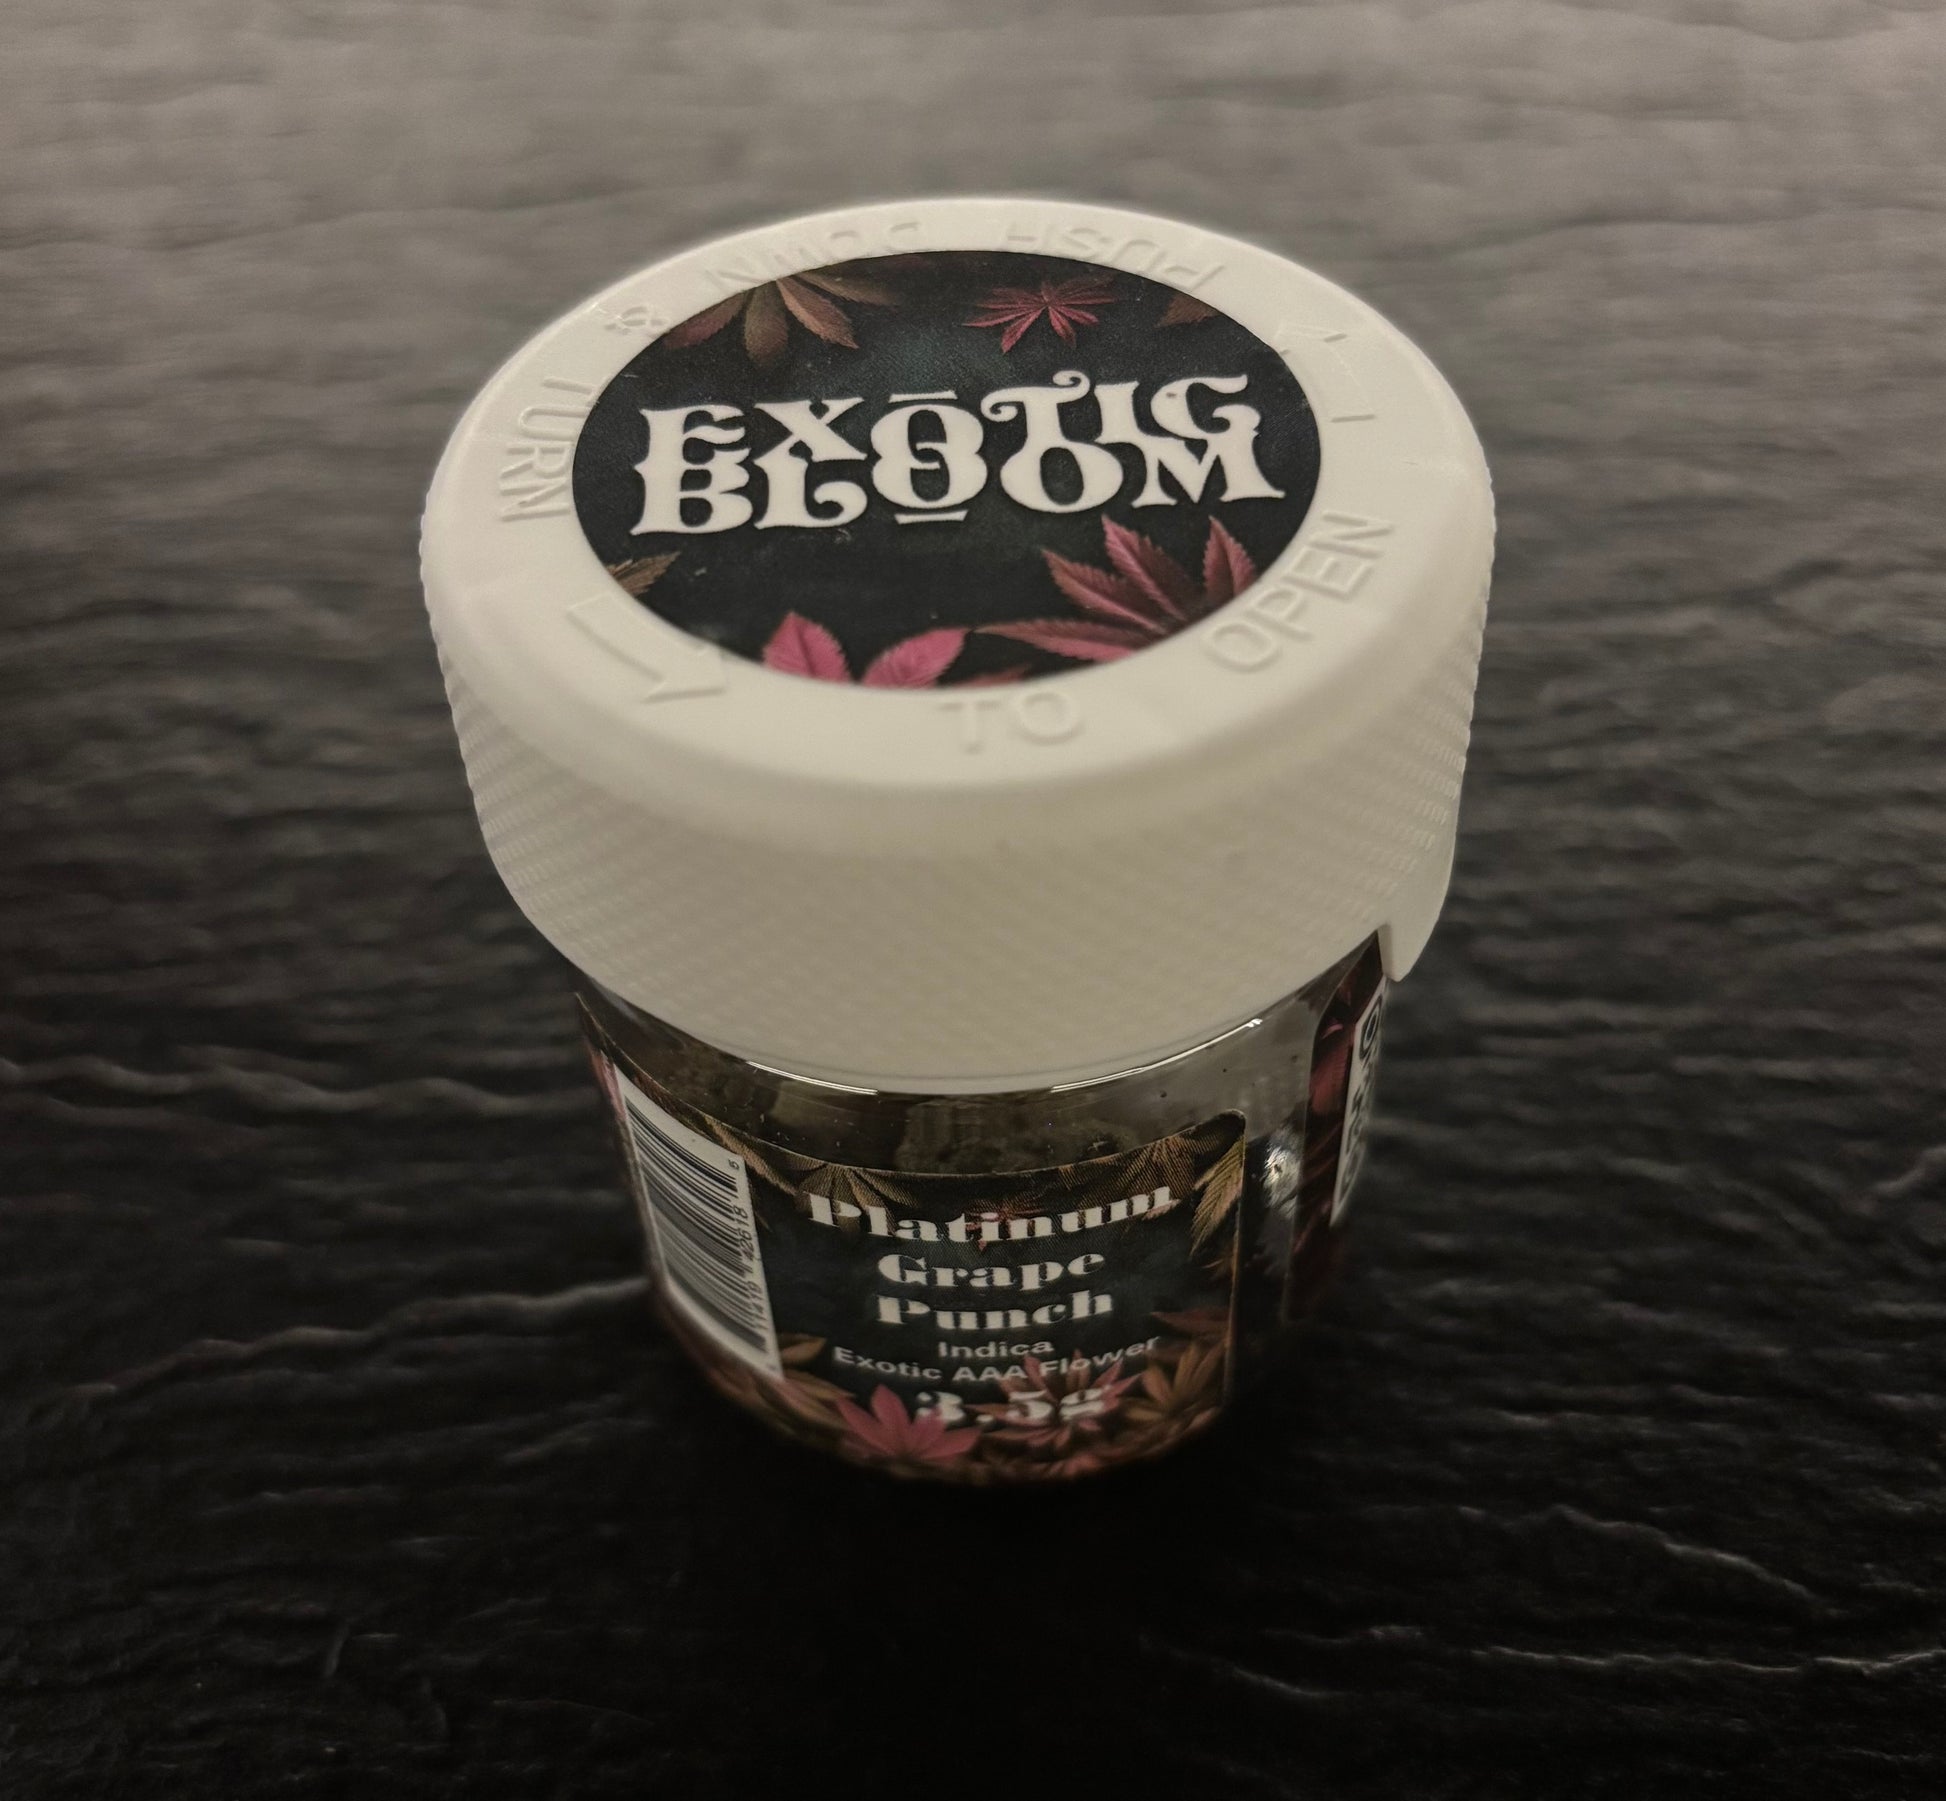 PUSH DOWN & TURN TO OPEN
EXOTIC
BLOOM
Platinum
Grape
Punch
Indica
Exotic AAA Flower
3.5g